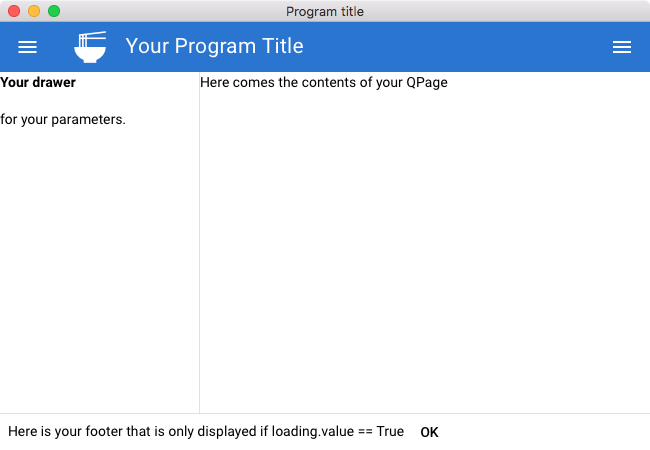 Program title
Your Program Title
Your drawer
for your parameters.
Here comes the contents of your QPage
Here is your footer that is only displayed if loading.value == True OK